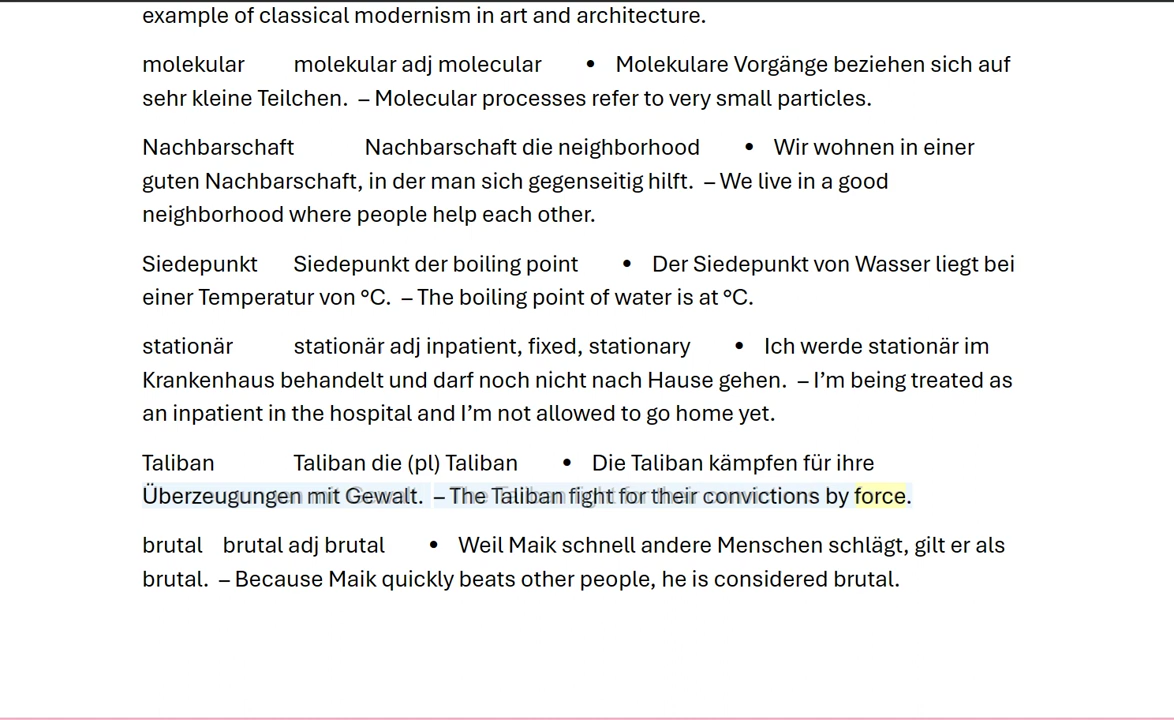 example of classical modernism in art and architecture.
molekular molekular adj molecular • Molekulare Vorgänge beziehen sich auf
sehr kleine Teilchen. – Molecular processes refer to very small particles.
Nachbarschaft Nachbarschaft die neighborhood • Wir wohnen in einer
guten Nachbarschaft, in der man sich gegenseitig hilft. – We live in a good
neighborhood where people help each other.
Siedepunkt Siedepunkt der boiling point • Der Siedepunkt von Wasser liegt bei
einer Temperatur von °C. – The boiling point of water is at °C.
stationär stationär adj inpatient, fixed, stationary • Ich werde stationär im
Krankenhaus behandelt und darf noch nicht nach Hause gehen. – I’m being treated as
an inpatient in the hospital and I’m not allowed to go home yet.
Taliban Taliban die (pl) Taliban • Die Taliban kämpfen für ihre
Überzeugungen mit Gewalt. – The Taliban fight for their convictions by force.
brutal brutal adj brutal • Weil Maik schnell andere Menschen schlägt, gilt er als
brutal. – Because Maik quickly beats other people, he is considered brutal.